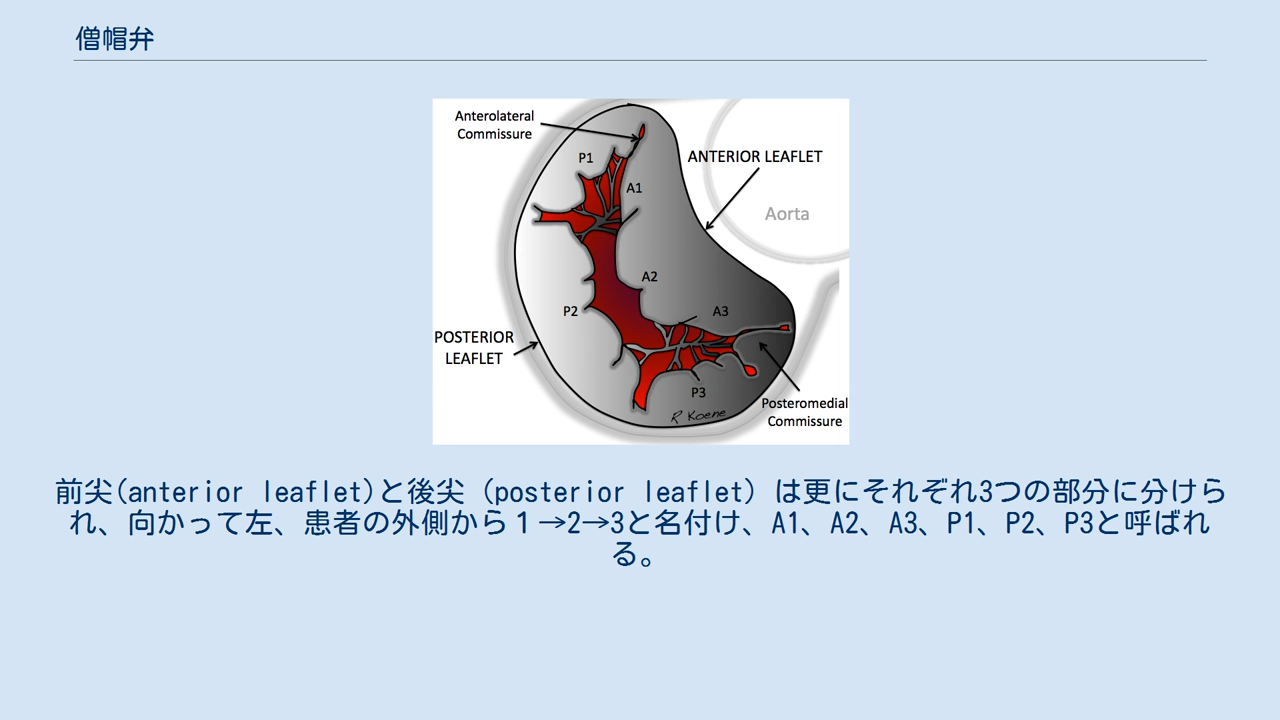 僧帽弁
Anterolateral
Commissure
P1
ANTERIOR LEAFLET
A1
Aorta
A2
P2
A3
POSTERIOR
LEAFLET
P3
Posteromedial
Commissure
R Koene
前尖(anterior leaflet)と後尖 (posterior leaflet) は更にそれぞれ3つの部分に分けら
れ、向かって左、患者の外側から１→2→3と名付け、A1、A2、A3、P1、P2、P3と呼ばれ
る。